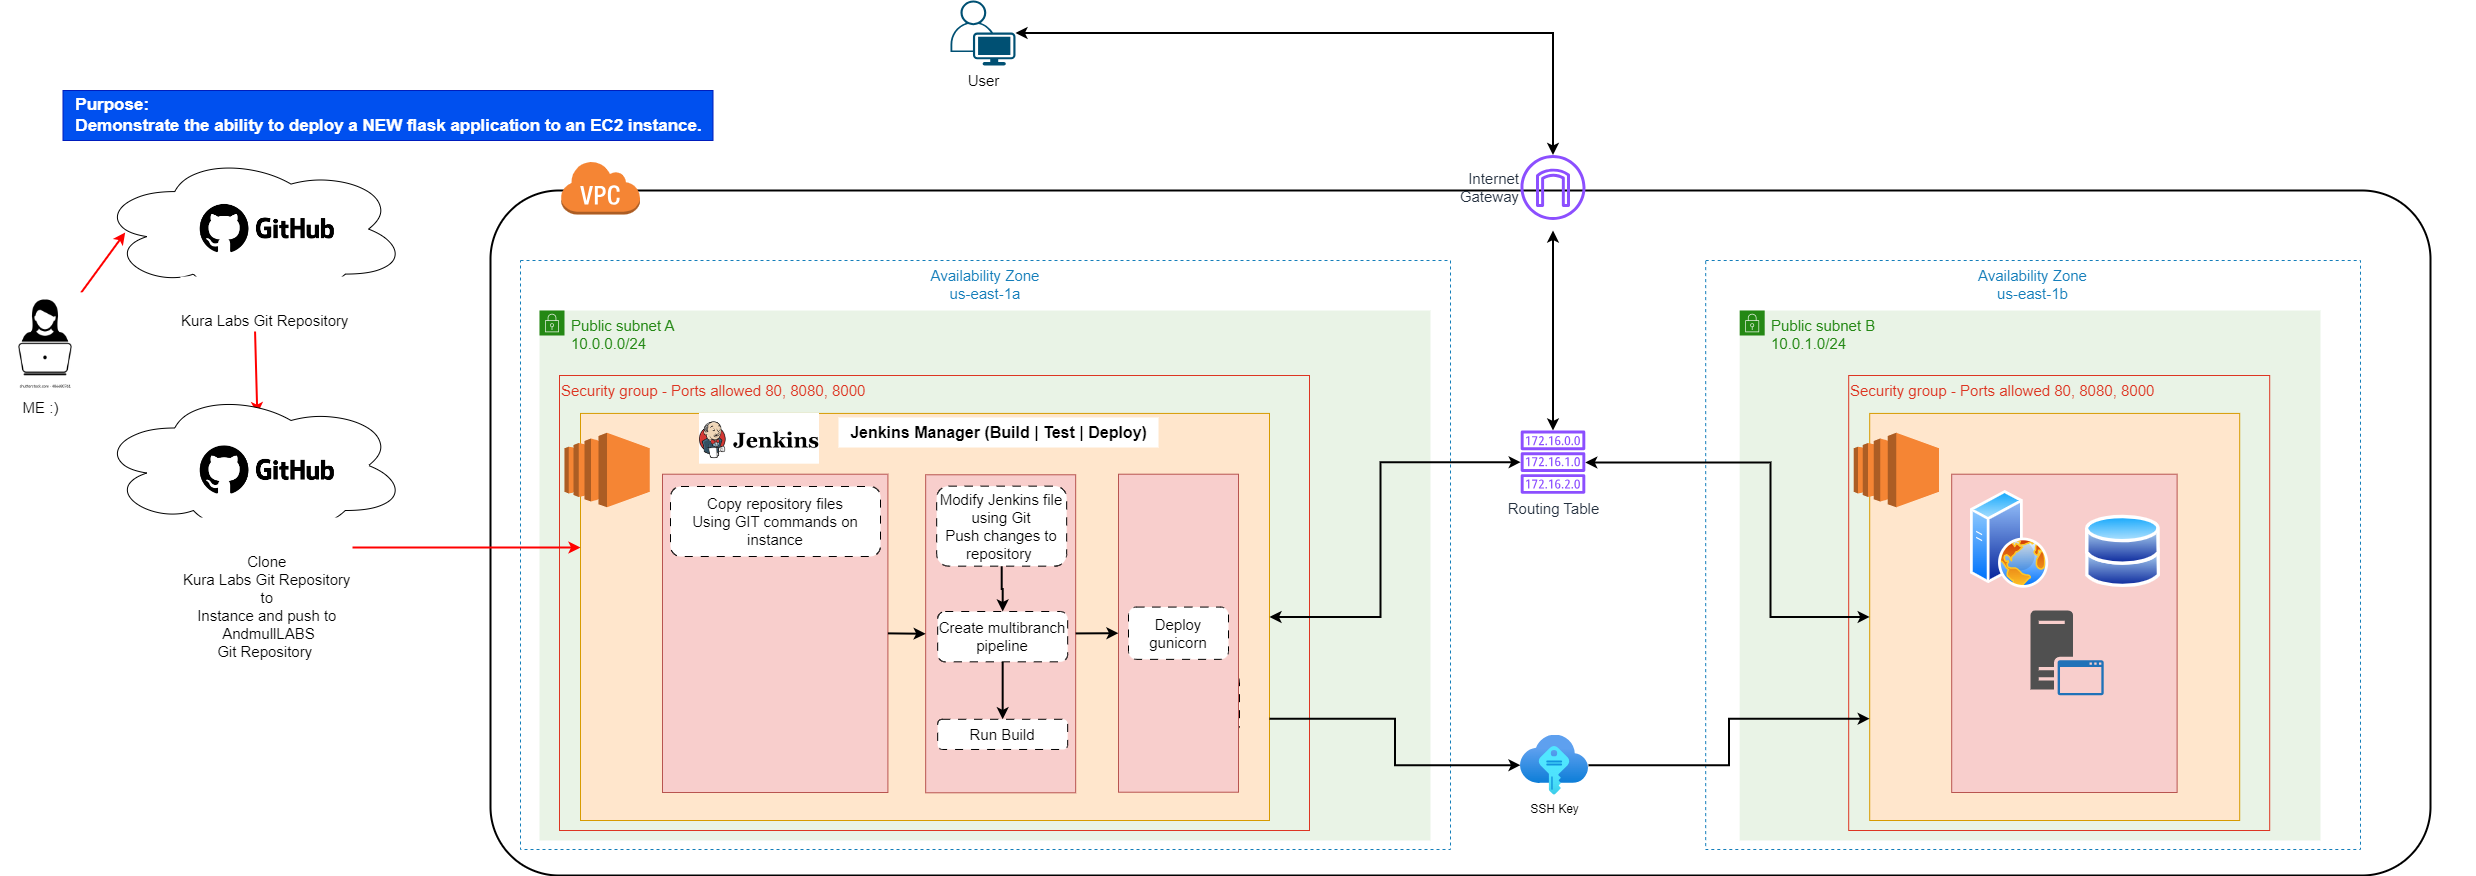 User
Purpose:
Demonstrate the ability to deploy a NEW flask application to an EC2 instance.
GitHub
Kura Labs Git Repository
ME :)
GitHub
Clone
Kura Labs Git Repository
to
Instance and push to
AndmullLABS
Git Repository
VPC
Internet
Gateway
Availability Zone
us-east-1a
Public subnet A
10.0.0.0/24
Security group - Ports allowed 80, 8080, 8000
Jenkins
Jenkins Manager (Build | Test | Deploy)
Copy repository files
Using GIT commands on
instance
Modify Jenkins file
using Git
Push changes to
repository
Create multibranch
pipeline
Run Build
Deploy
gunicorn
172.16.0.0
172.16.1.0
172.16.2.0
Routing Table
SSH Key
Availability Zone
us-east-1b
Public subnet B
10.0.1.0/24
Security group - Ports allowed 80, 8080, 8000